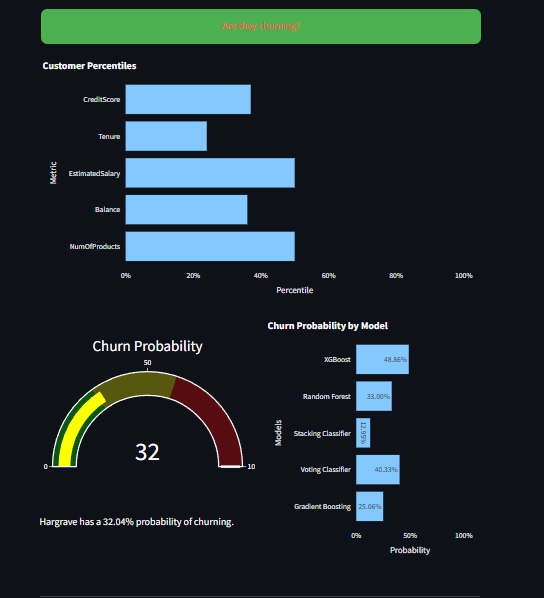 Are they churning?
Customer Percentiles
CreditScore
Tenure
EstimatedSalary
Balance
NumOfProducts
Metric
0% 20% 40% 60% 80% 100%
Percentile
Churn Probability
50
0
10
32
Hargrave has a 32.04% probability of churning.
Churn Probability by Model
XGBoost 48.86%
Random Forest 33.00%
Stacking Classifier 12.95%
Voting Classifier 40.33%
Gradient Boosting 25.06%
Models
0% 50% 100%
Probability